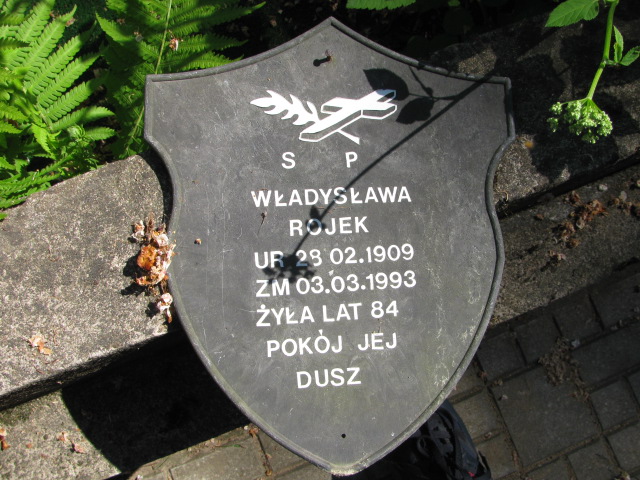 S P
WŁADYSŁAWA
ROJEK
UR 28 02.1909
ZM 03.03.1993
ŻYŁA LAT 84
POKÓJ JEJ
DUSZ